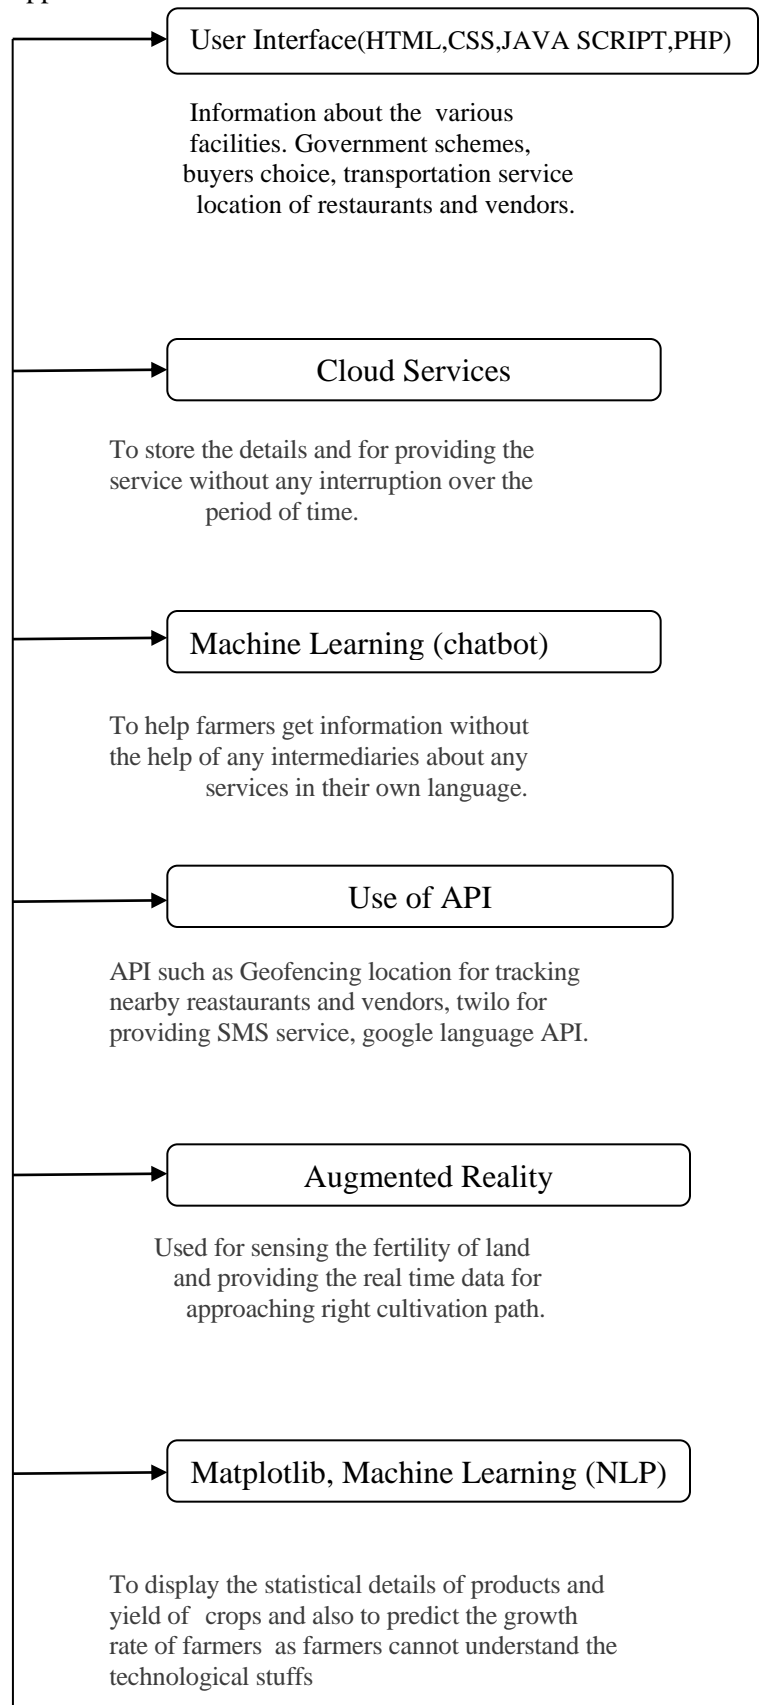 User Interface(HTML,CSS,JAVA SCRIPT,PHP)
Information about the various
facilities. Government schemes,
buyers choice, transportation service
location of restaurants and vendors.
Cloud Services
To store the details and for providing the
service without any interruption over the
period of time.
Machine Learning (chatbot)
To help farmers get information without
the help of any intermediaries about any
services in their own language.
Use of API
API such as Geofencing location for tracking
nearby reastaurants and vendors, twilo for
providing SMS service, google language API.
Augmented Reality
Used for sensing the fertility of land
and providing the real time data for
approaching right cultivation path.
Matplotlib, Machine Learning (NLP)
To display the statistical details of products and
yield of crops and also to predict the growth
rate of farmers as farmers cannot understand the
technological stuffs